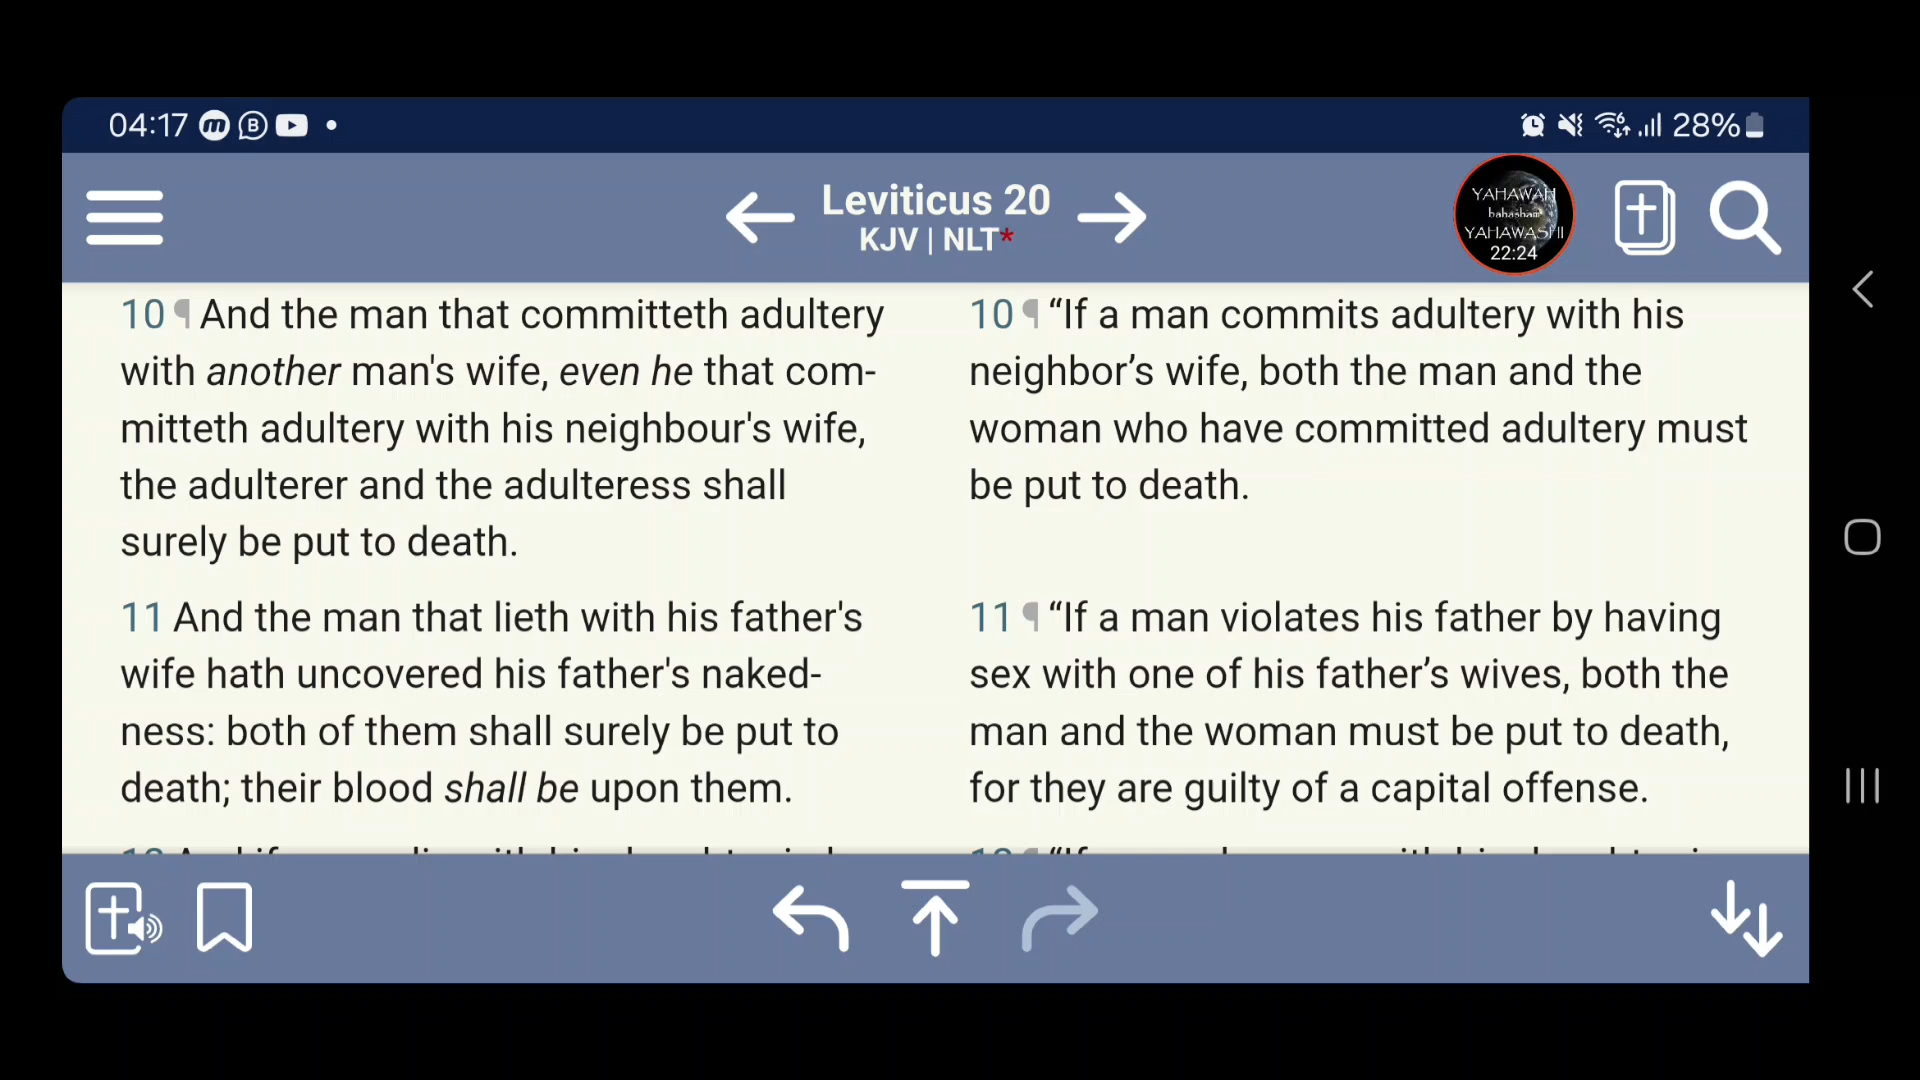 04:17
28%
Leviticus 20
KJV | NLT*
YAHAWAH
bahasham
YAHAWASHI
22:24
10 ¶ And the man that committeth adultery
with another man's wife, even he that com-
mitteth adultery with his neighbour's wife,
the adulterer and the adulteress shall
surely be put to death.
11 And the man that lieth with his father's
wife hath uncovered his father's naked-
ness: both of them shall surely be put to
death; their blood shall be upon them.
10 ¶ “If a man commits adultery with his
neighbor’s wife, both the man and the
woman who have committed adultery must
be put to death.
11 ¶ “If a man violates his father by having
sex with one of his father’s wives, both the
man and the woman must be put to death,
for they are guilty of a capital offense.